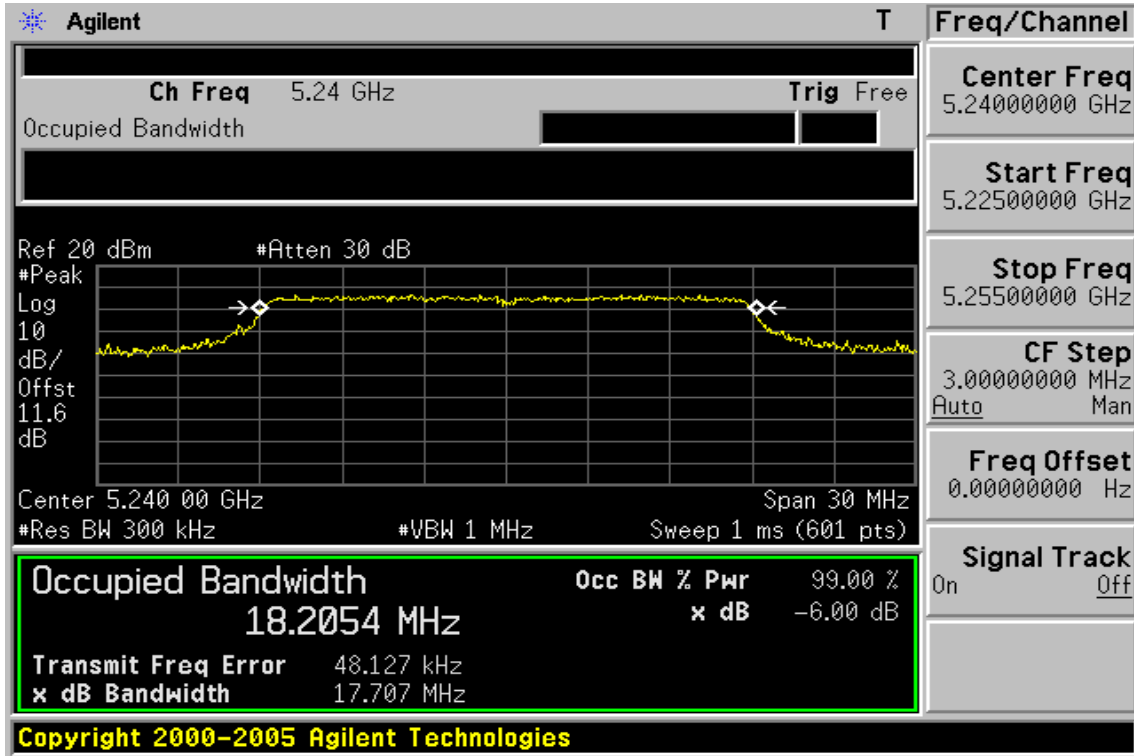 Agilent T
Ch Freq 5.24 GHz Trig Free
Occupied Bandwidth
Ref 20 dBm #Atten 30 dB
#Peak
Log
10
dB/
Offst
11.6
dB
Center 5.240 00 GHz Span 30 MHz
#Res BW 300 kHz #VBW 1 MHz Sweep 1 ms (601 pts)
Occupied Bandwidth
18.2054 MHz
Occ BW % Pwr 99.00 %
x dB -6.00 dB
Transmit Freq Error 48.127 kHz
x dB Bandwidth 17.707 MHz
Copyright 2000-2005 Agilent Technologies
Freq/Channel
Center Freq
5.24000000 GHz
Start Freq
5.22500000 GHz
Stop Freq
5.25500000 GHz
CF Step
3.00000000 MHz
Auto Man
Freq Offset
0.00000000 Hz
Signal Track
On Off